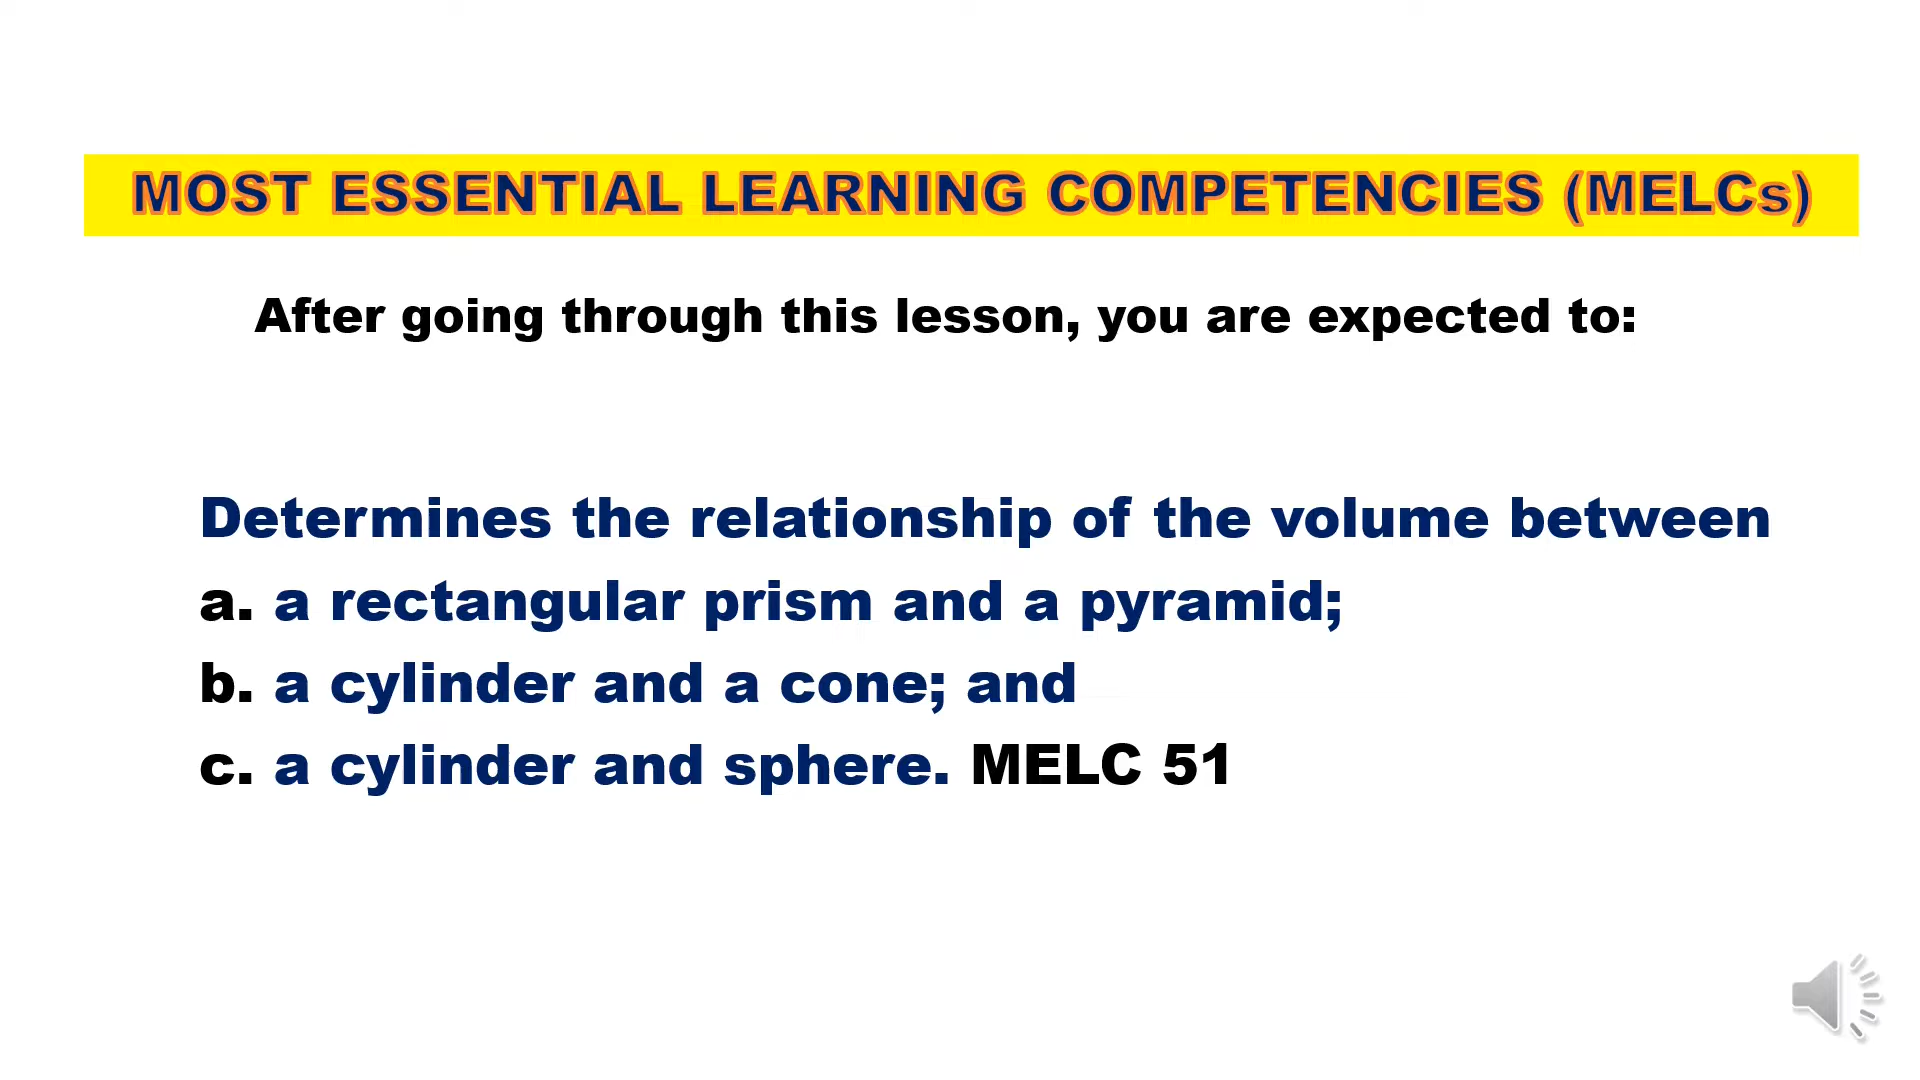 MOST ESSENTIAL LEARNING COMPETENCIES (MELCs)
After going through this lesson, you are expected to:
Determines the relationship of the volume between
a. a rectangular prism and a pyramid;
b. a cylinder and a cone; and
c. a cylinder and sphere. MELC 51